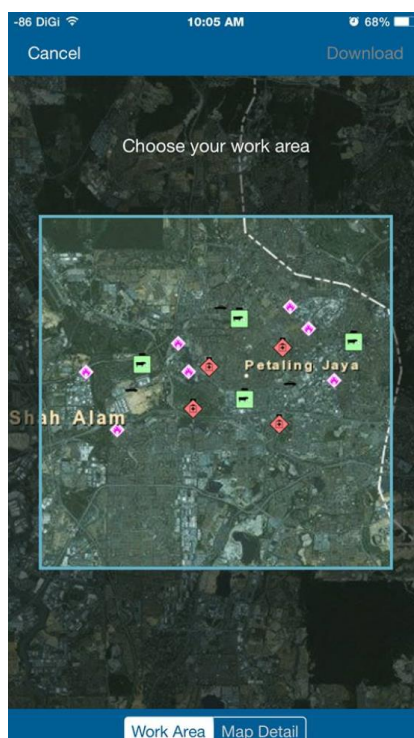 -86 DiGi 10:05 AM 68%
Cancel Download
Choose your work area
Petaling Jaya
Shah Alam
Work Area Map Detail